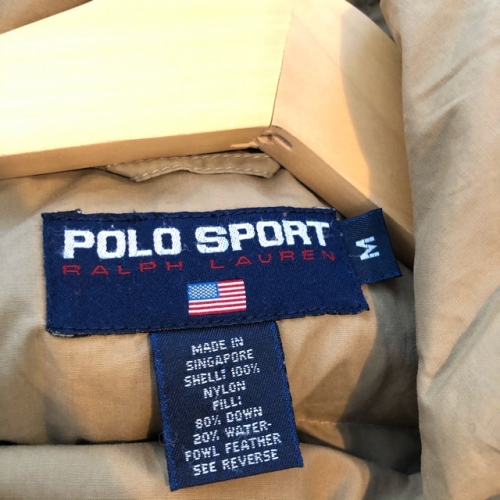 POLO SPORT
RALPH LAUREN
M
MADE IN
SINGAPORE
SHELL: 100%
NYLON
FILL:
80% DOWN
20% WATER-
FOWL FEATHER
SEE REVERSE